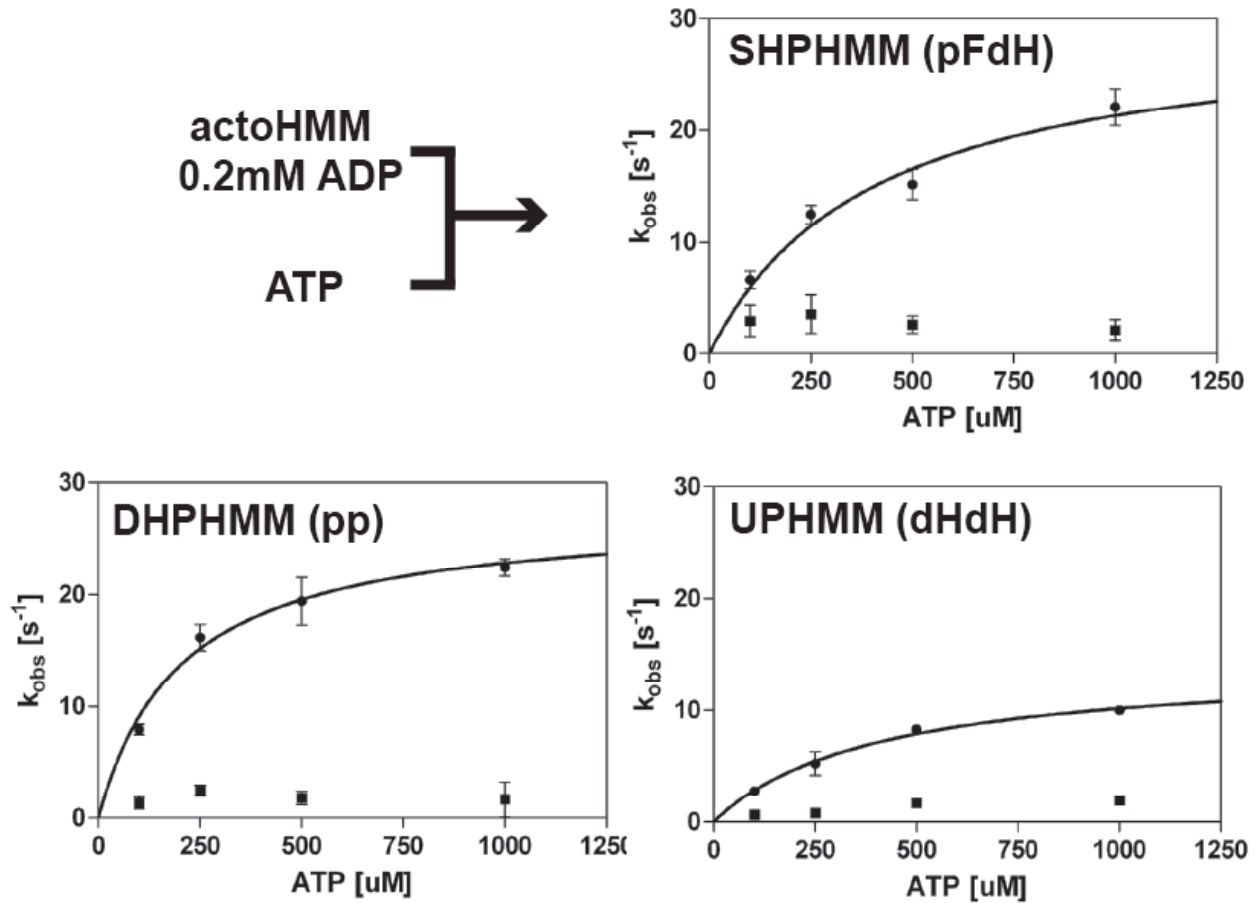 actoHMM
0.2mM ADP
ATP
SHPHMM (pFdH)
30
20
10
0
kobs [s-1]
0 250 500 750 1000 1250
ATP [uM]
DHPHMM (pp)
30
20
10
0
kobs [s-1]
0 250 500 750 1000 125
ATP [uM]
UPHMM (dHdH)
30
20
10
0
kobs [s-1]
0 250 500 750 1000 1250
ATP [uM]